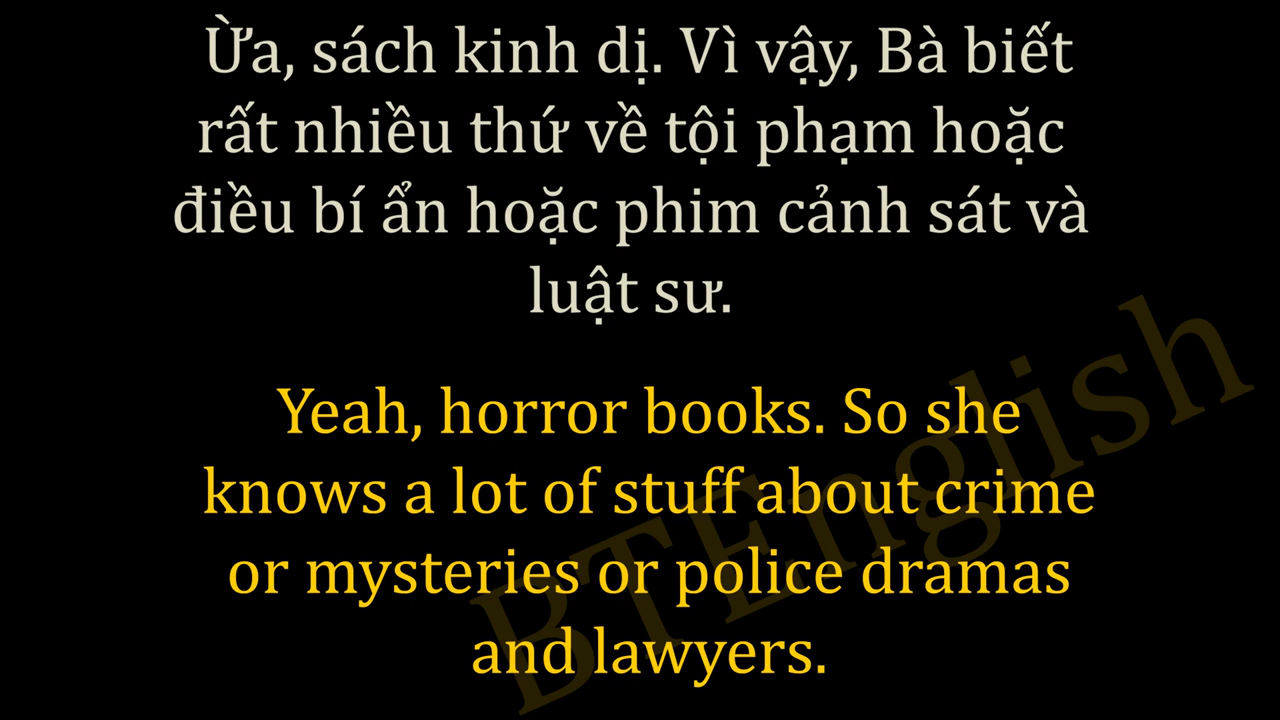 Ừa, sách kinh dị. Vì vậy, Bà biết
rất nhiều thứ về tội phạm hoặc
điều bí ẩn hoặc phim cảnh sát và
luật sư.
Yeah, horror books. So she
knows a lot of stuff about crime
or mysteries or police dramas
and lawyers.
BTEnglish